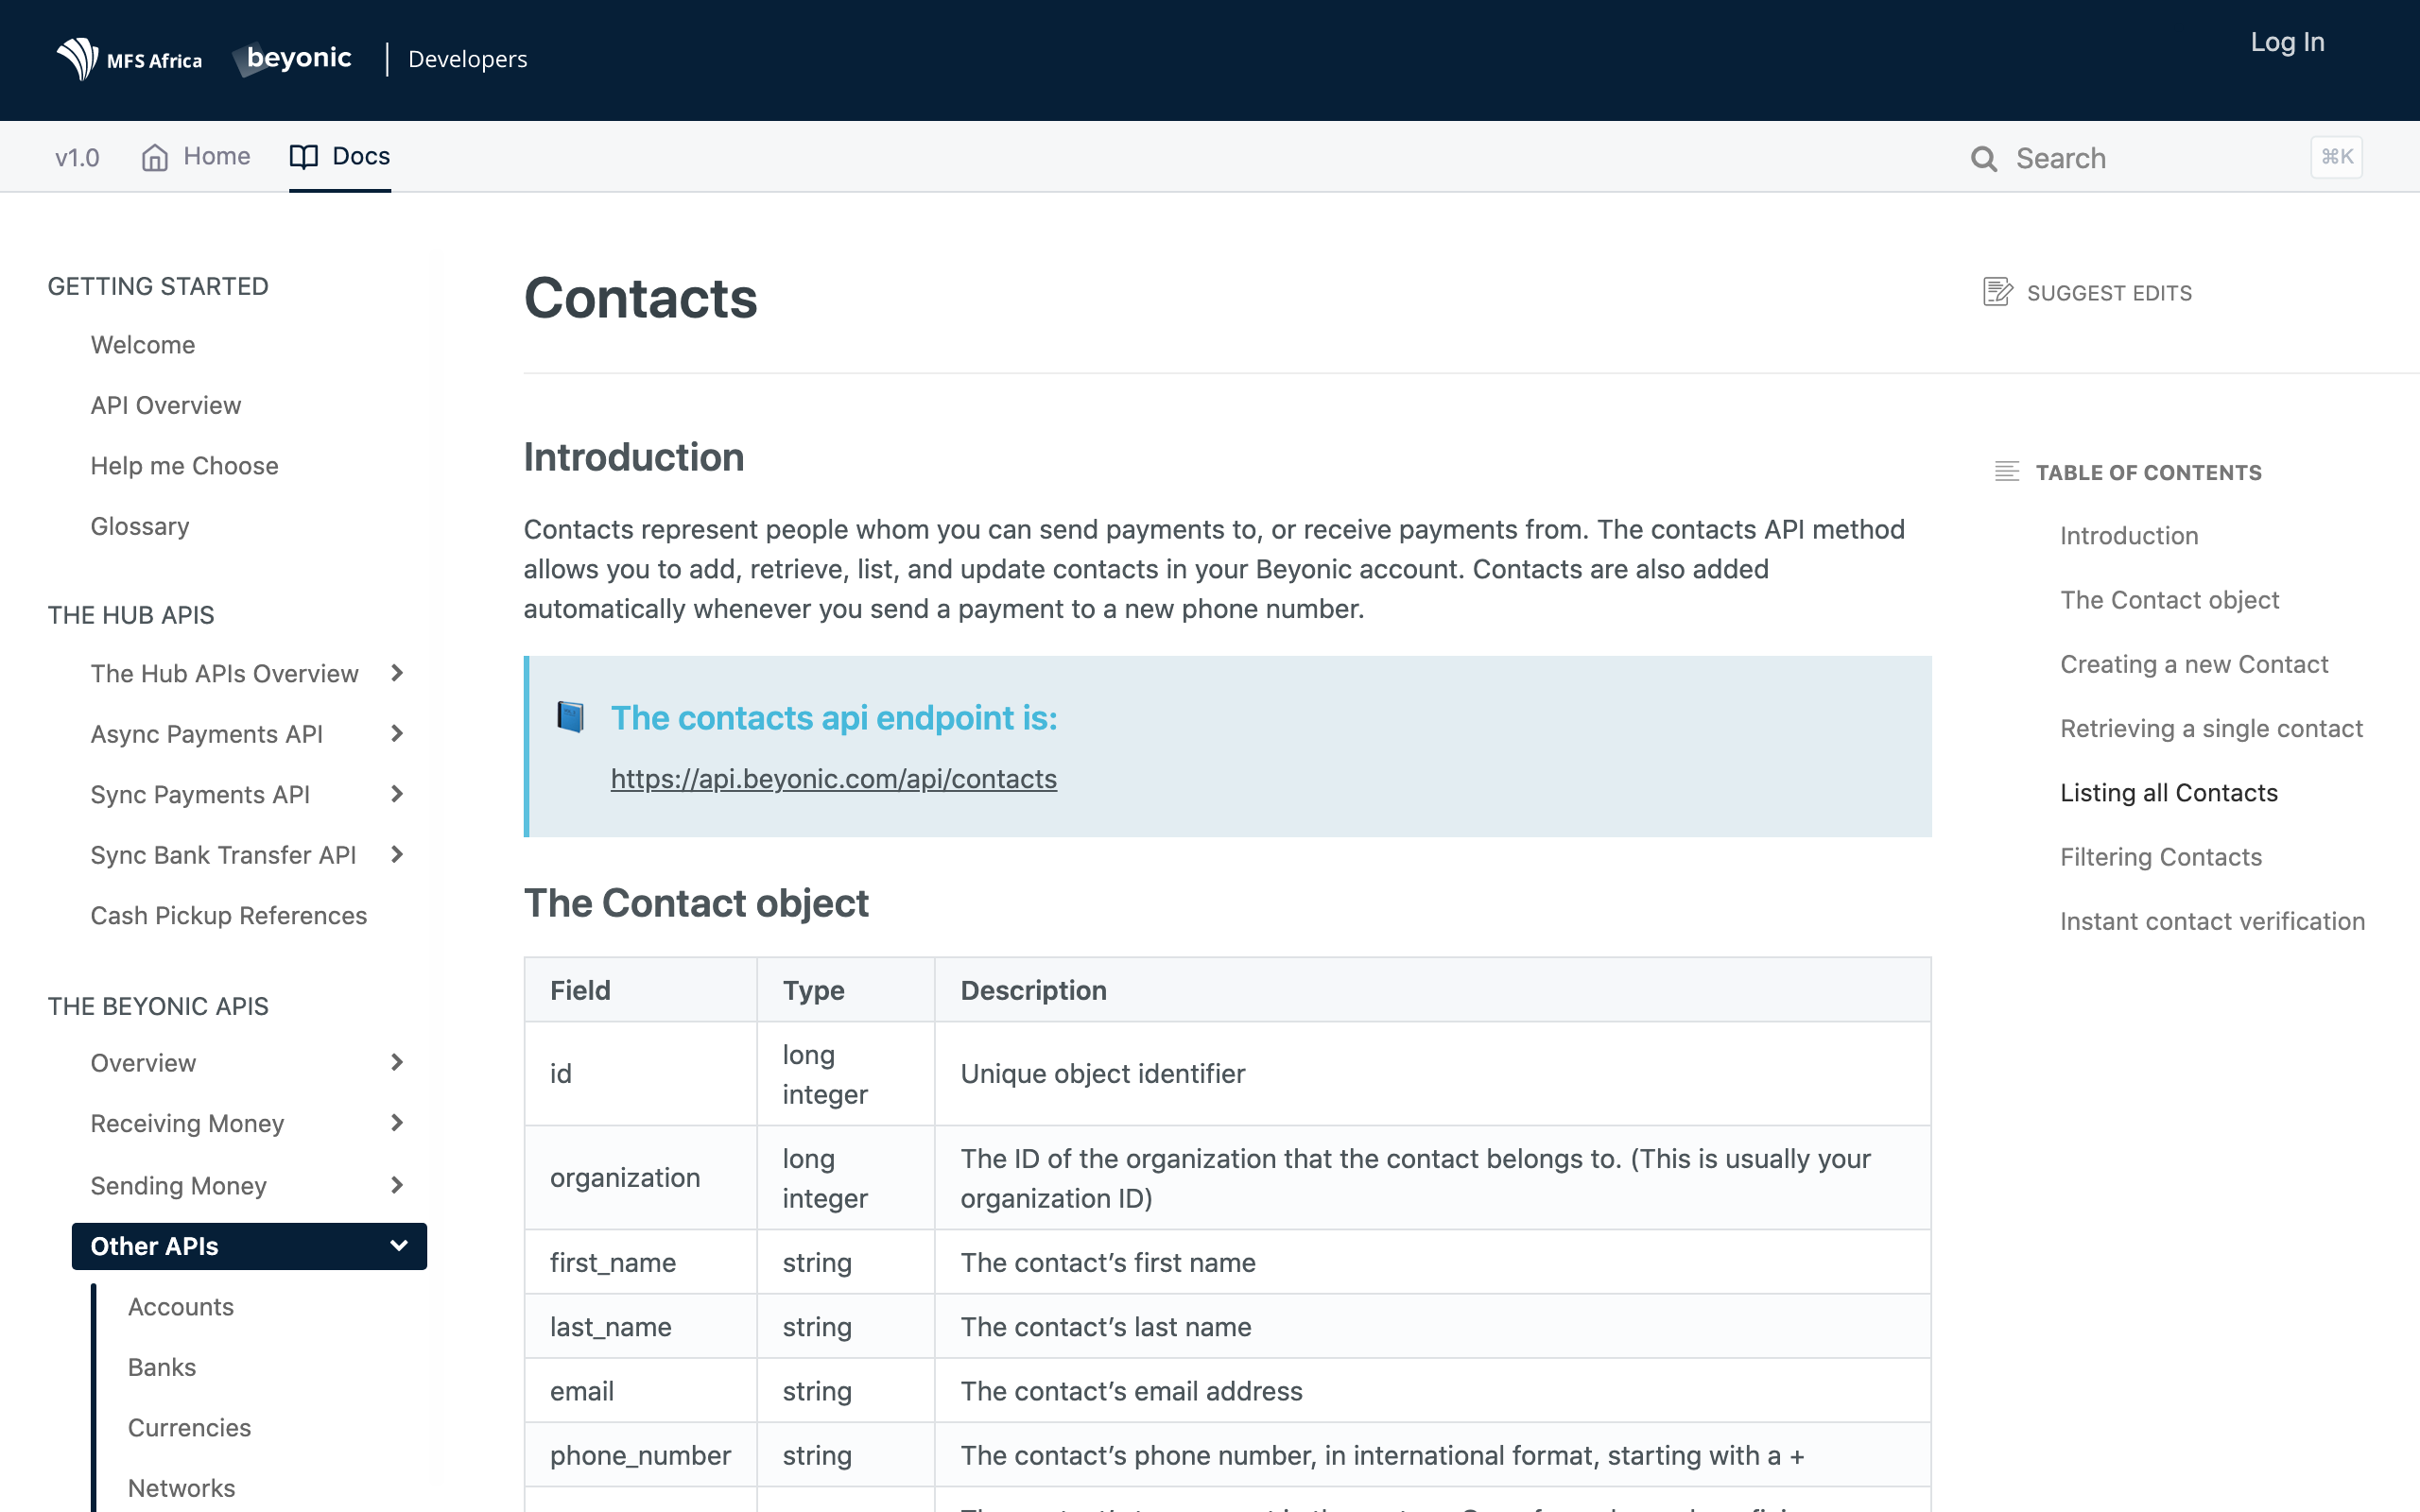 MFS Africa beyonic Developers
Log In
v1.0 Home Docs
Search ⌘K
GETTING STARTED
Welcome
API Overview
Help me Choose
Glossary
THE HUB APIS
The Hub APIs Overview
Async Payments API
Sync Payments API
Sync Bank Transfer API
Cash Pickup References
THE BEYONIC APIS
Overview
Receiving Money
Sending Money
Other APIs
Accounts
Banks
Currencies
Networks
Contacts
Introduction
Contacts represent people whom you can send payments to, or receive payments from. The contacts API method
allows you to add, retrieve, list, and update contacts in your Beyonic account. Contacts are also added
automatically whenever you send a payment to a new phone number.
The contacts api endpoint is:
https://api.beyonic.com/api/contacts
The Contact object
Field Type Description
id long integer Unique object identifier
organization long integer The ID of the organization that the contact belongs to. (This is usually your
organization ID)
first_name string The contact’s first name
last_name string The contact’s last name
email string The contact’s email address
phone_number string The contact’s phone number, in international format, starting with a +
SUGGEST EDITS
TABLE OF CONTENTS
Introduction
The Contact object
Creating a new Contact
Retrieving a single contact
Listing all Contacts
Filtering Contacts
Instant contact verification